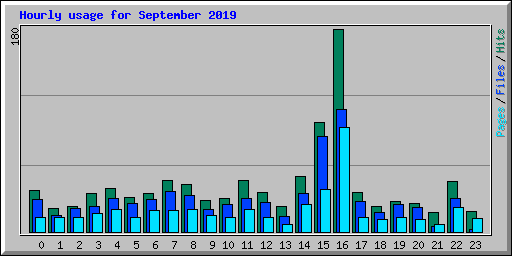 Hourly usage for September 2019
180
Pages / Files / Hits
0 1 2 3 4 5 6 7 8 9 10 11 12 13 14 15 16 17 18 19 20 21 22 23